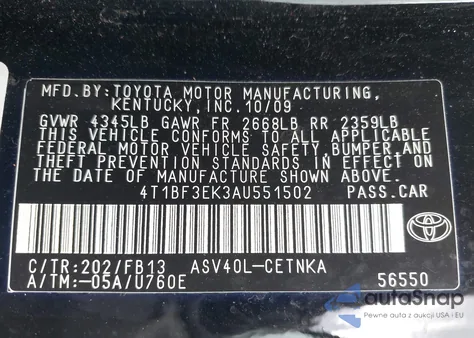 MFD.BY:TOYOTA MOTOR MANUFACTURING,
KENTUCKY,INC.10/09
GVWR 4345LB GAWR FR 2668LB RR 2359LB
THIS VEHICLE CONFORMS TO ALL APPLICABLE
FEDERAL MOTOR VEHICLE SAFETY,BUMPER,AND
THEFT PREVENTION STANDARDS IN EFFECT ON
THE DATE OF MANUFACTURE SHOWN ABOVE.
4T1BF3EK3AU551502 PASS.CAR
TOYOTA
C/TR:202/FB13 ASV40L-CETNKA
A/TM:-05A/U760E 56550
autoSnap
Pewne auta z aukcji USA i EU